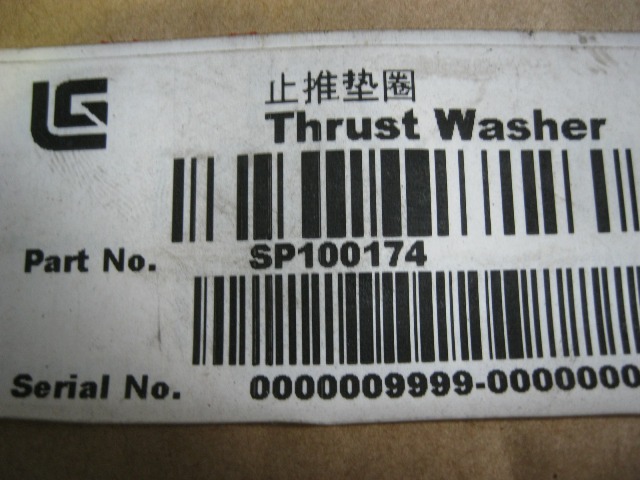 止推垫圈
Thrust Washer
Part No. SP100174
Serial No. 0000009999-0000000